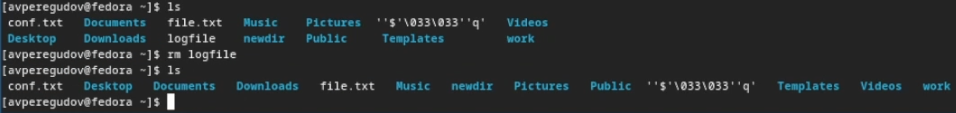 [avperegudov@fedora ~]$ ls
conf.txt Documents file.txt Music Pictures ''$'\033\033''q' Videos
Desktop Downloads logfile newdir Public Templates work
[avperegudov@fedora ~]$ rm logfile
[avperegudov@fedora ~]$ ls
conf.txt Desktop Documents Downloads file.txt Music newdir Pictures Public ''$'\033\033''q' Templates Videos work
[avperegudov@fedora ~]$